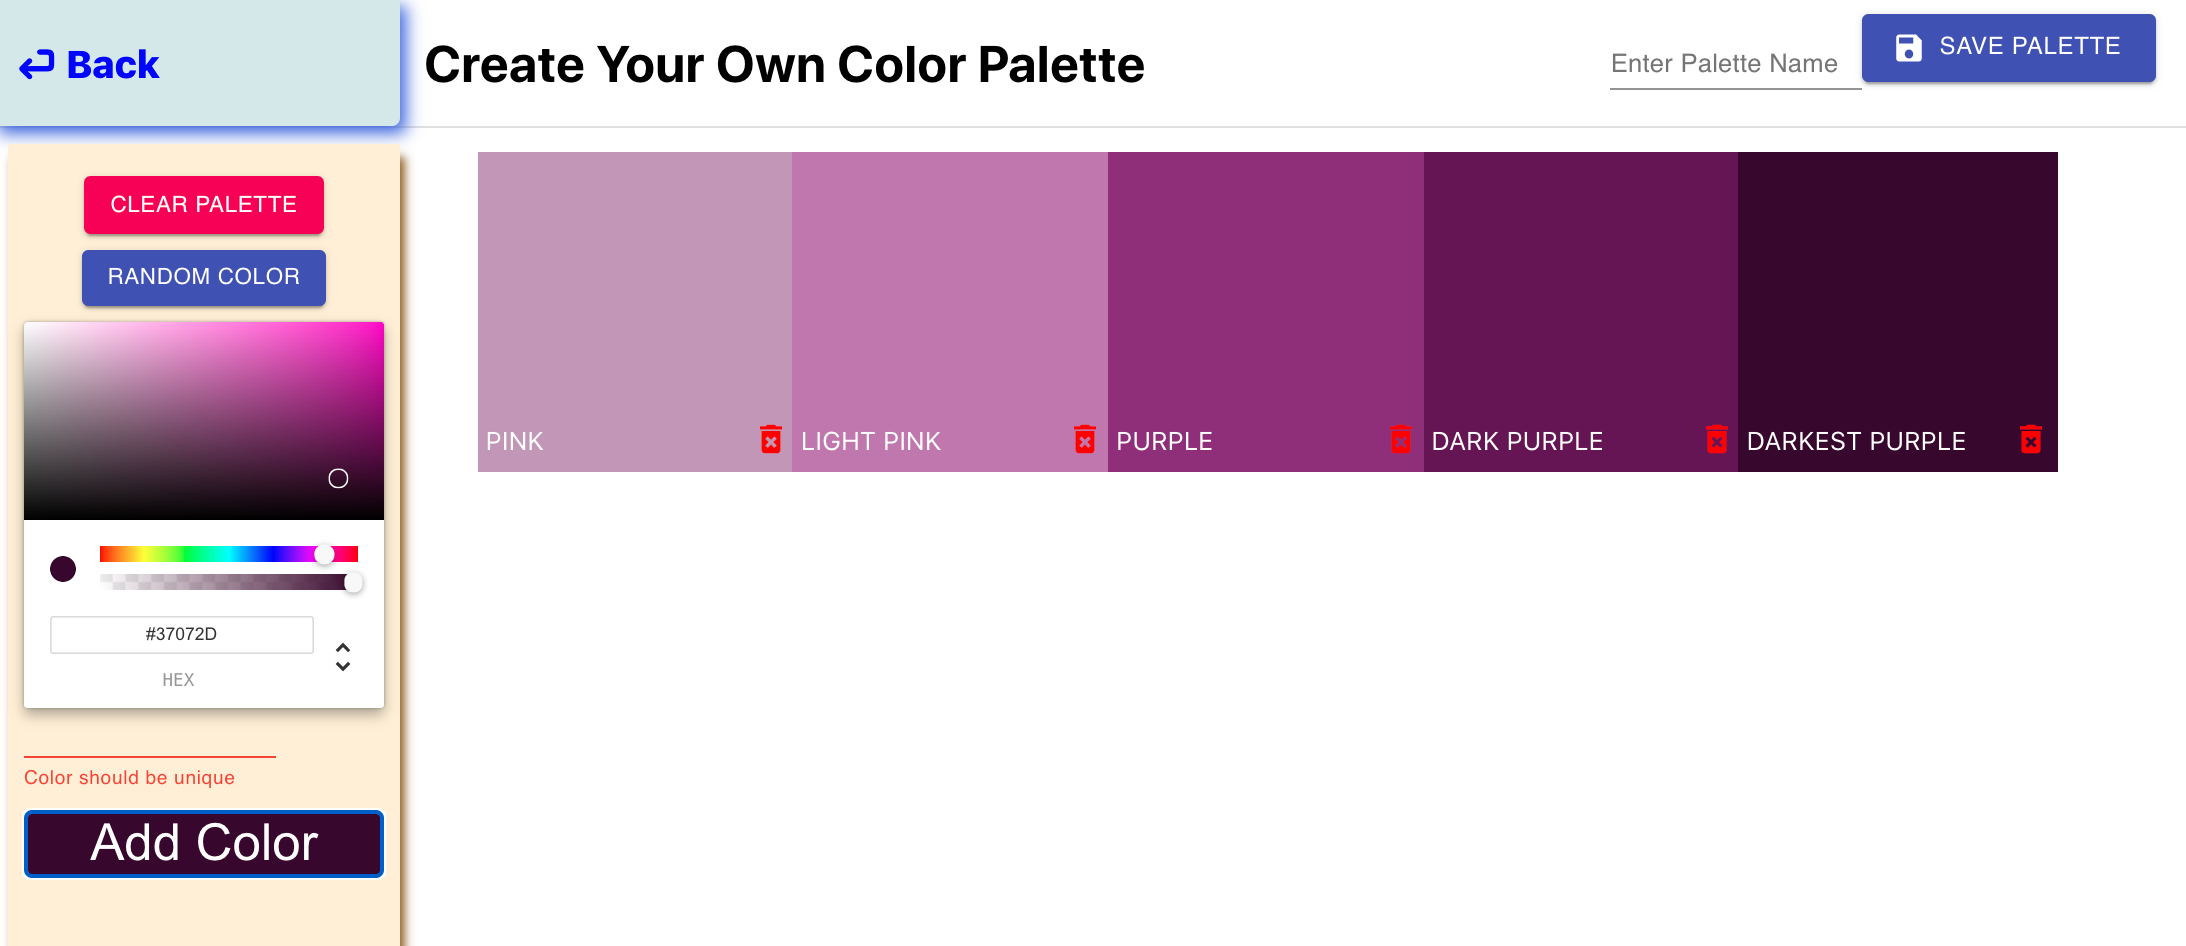 Back
Create Your Own Color Palette
Enter Palette Name
SAVE PALETTE
CLEAR PALETTE
RANDOM COLOR
PINK
LIGHT PINK
PURPLE
DARK PURPLE
DARKEST PURPLE
#37072D
HEX
Color should be unique
Add Color